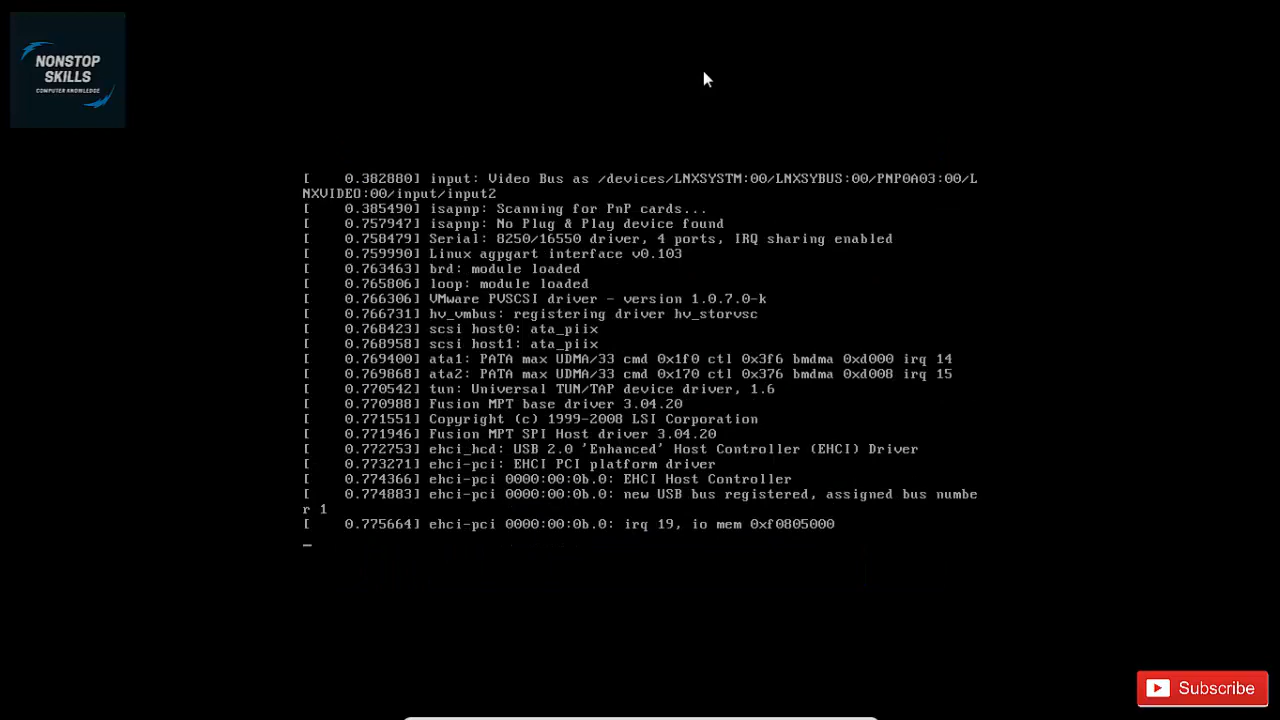 NONSTOP
SKILLS
COMPUTER KNOWLEDGE
[    0.382880] input: Video Bus as /devices/LNXSYSTM:00/LNXSYBUS:00/PNP0A03:00/L
NXVIDEO:00/input/input2
[    0.385490] isapnp: Scanning for PnP cards...
[    0.757947] isapnp: No Plug & Play device found
[    0.758479] Serial: 8250/16550 driver, 4 ports, IRQ sharing enabled
[    0.759990] Linux agpgart interface v0.103
[    0.763463] brd: module loaded
[    0.765806] loop: module loaded
[    0.766306] VMware PVSCSI driver - version 1.0.7.0-k
[    0.766731] hv_vmbus: registering driver hv_storvsc
[    0.768423] scsi host0: ata_piix
[    0.768958] scsi host1: ata_piix
[    0.769400] ata1: PATA max UDMA/33 cmd 0x1f0 ctl 0x3f6 bmdma 0xd000 irq 14
[    0.769868] ata2: PATA max UDMA/33 cmd 0x170 ctl 0x376 bmdma 0xd008 irq 15
[    0.770542] tun: Universal TUN/TAP device driver, 1.6
[    0.770988] Fusion MPT base driver 3.04.20
[    0.771551] Copyright (c) 1999-2008 LSI Corporation
[    0.771946] Fusion MPT SPI Host driver 3.04.20
[    0.772753] ehci_hcd: USB 2.0 'Enhanced' Host Controller (EHCI) Driver
[    0.773271] ehci-pci: EHCI PCI platform driver
[    0.774366] ehci-pci 0000:00:0b.0: EHCI Host Controller
[    0.774883] ehci-pci 0000:00:0b.0: new USB bus registered, assigned bus numbe
r 1
[    0.775664] ehci-pci 0000:00:0b.0: irq 19, io mem 0xf0805000
_
Subscribe